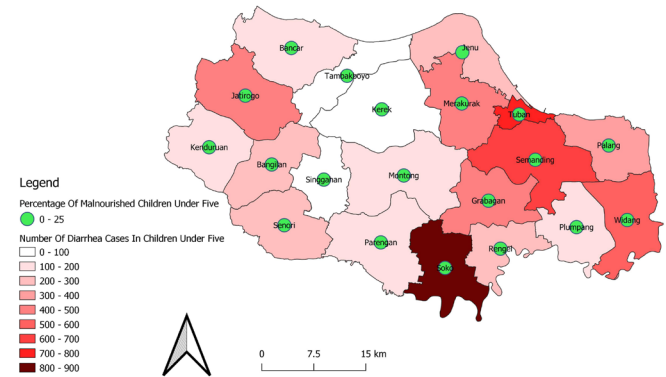 Bancar
Jenu
Tambakboyo
Jatirogo
Kerek
Merakurak
Tuban
Kenduruan
Palang
Bangilan
Semanding
Singgahan
Montong
Grabagan
Senori
Widang
Plumpang
Parengan
Rengel
Soko
Legend
Percentage Of Malnourished Children Under Five
0 - 25
Number Of Diarrhea Cases In Children Under Five
0 - 100
100 - 200
200 - 300
300 - 400
400 - 500
500 - 600
600 - 700
700 - 800
800 - 900
0 7.5 15 km